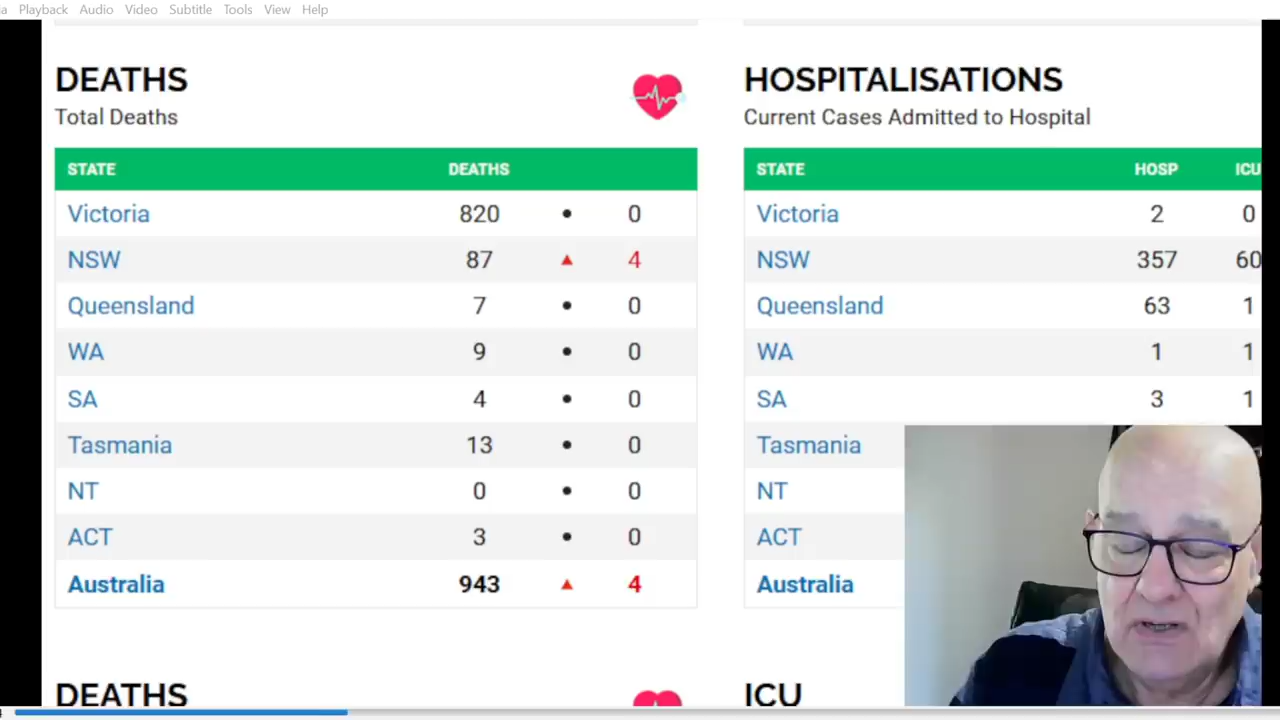 Playback Audio Video Subtitle Tools View Help
DEATHS
Total Deaths
STATE DEATHS
Victoria 820 • 0
NSW 87 ▲ 4
Queensland 7 • 0
WA 9 • 0
SA 4 • 0
Tasmania 13 • 0
NT 0 • 0
ACT 3 • 0
Australia 943 ▲ 4
DEATHS
HOSPITALISATIONS
Current Cases Admitted to Hospital
STATE HOSP ICU
Victoria 2 0
NSW 357 60
Queensland 63 1
WA 1 1
SA 3 1
Tasmania
NT
ACT
Australia
ICU